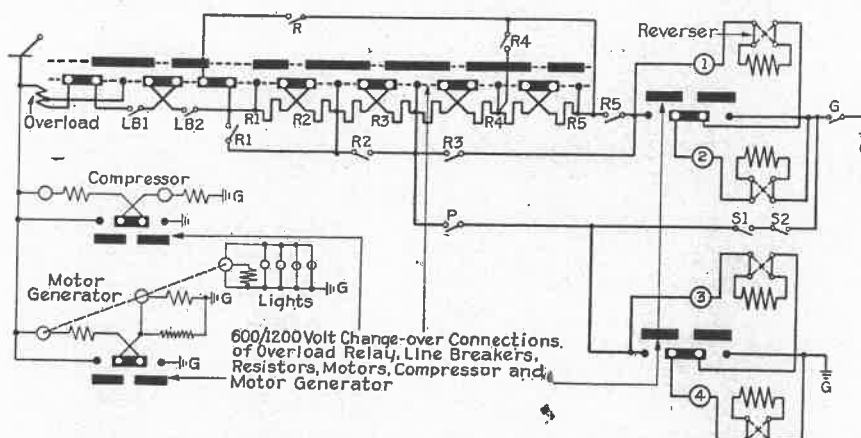 R
Reverser
R4
1
Overload
LB1
LB2
R1
R2
R3
R4
R5
R5
G
R1
R2
R3
2
Compressor
G
P
S1
S2
Motor
Generator
Lights
G
G
3
600/1200 Volt Change-over Connections.
of Overload Relay, Line Breakers,
Resistors, Motors, Compressor and
Motor Generator
G
G
4